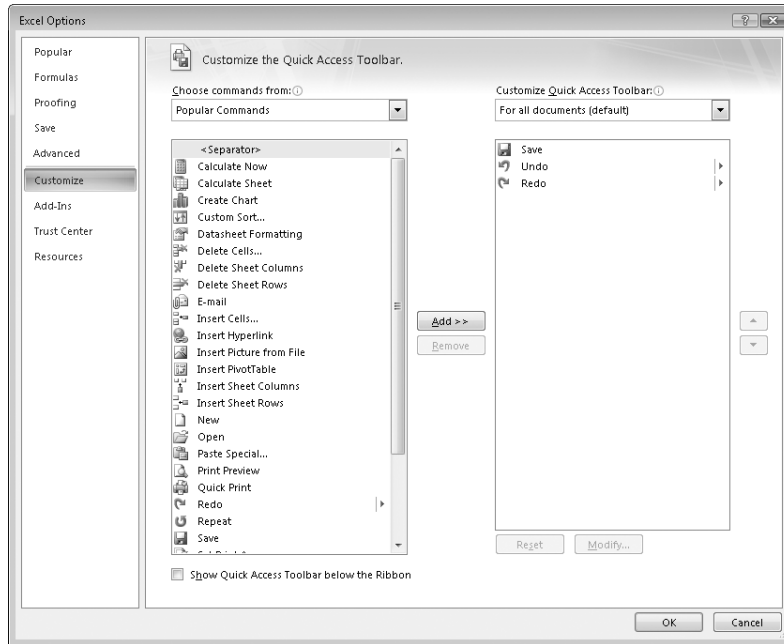 Excel Options
Popular
Formulas
Proofing
Save
Advanced
Customize
Add-Ins
Trust Center
Resources
Customize the Quick Access Toolbar.
Choose commands from:
Popular Commands
<Separator>
Calculate Now
Calculate Sheet
Create Chart
Custom Sort...
Datasheet Formatting
Delete Cells...
Delete Sheet Columns
Delete Sheet Rows
E-mail
Insert Cells...
Insert Hyperlink
Insert Picture from File
Insert PivotTable
Insert Sheet Columns
Insert Sheet Rows
New
Open
Paste Special...
Print Preview
Quick Print
Redo
Repeat
Save
Show Quick Access Toolbar below the Ribbon
Add >>
Remove
Customize Quick Access Toolbar:
For all documents (default)
Save
Undo
Redo
Reset
Modify...
OK
Cancel